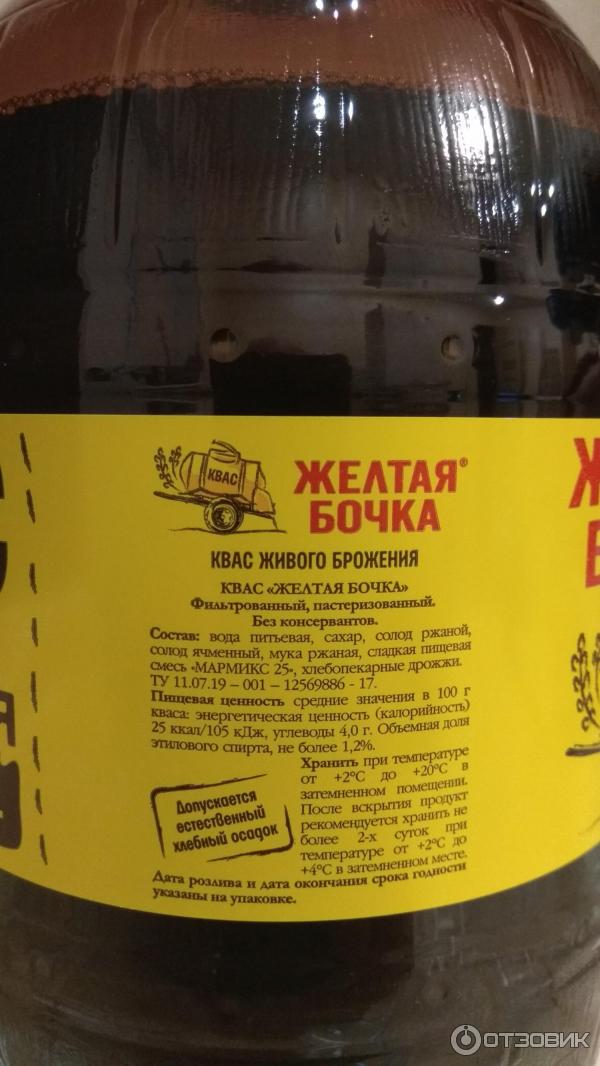 КВАС
ЖЕЛТАЯ®
БОЧКА
КВАС ЖИВОГО БРОЖЕНИЯ
КВАС «ЖЕЛТАЯ БОЧКА»
Фильтрованный, пастеризованный.
Без консервантов.
Состав: вода питьевая, сахар, солод ржаной,
солод ячменный, мука ржаная, сладкая пищевая
смесь «МАРМИКС 25», хлебопекарные дрожжи.
ТУ 11.07.19 – 001 – 12569886 - 17.
Пищевая ценность средние значения в 100 г
кваса: энергетическая ценность (калорийность)
25 ккал/105 кДж, углеводы 4,0 г. Объемная доля
этилового спирта, не более 1,2%.
Хранить при температуре
от +2°С до +20°С в
затемненном помещении.
После вскрытия продукт
рекомендуется хранить не
более 2-х суток при
температуре от +2°С до
+4°С в затемненном месте.
Допускается
естественный
хлебный осадок
Дата розлива и дата окончания срока годности
указаны на упаковке.
ОТЗОВИК